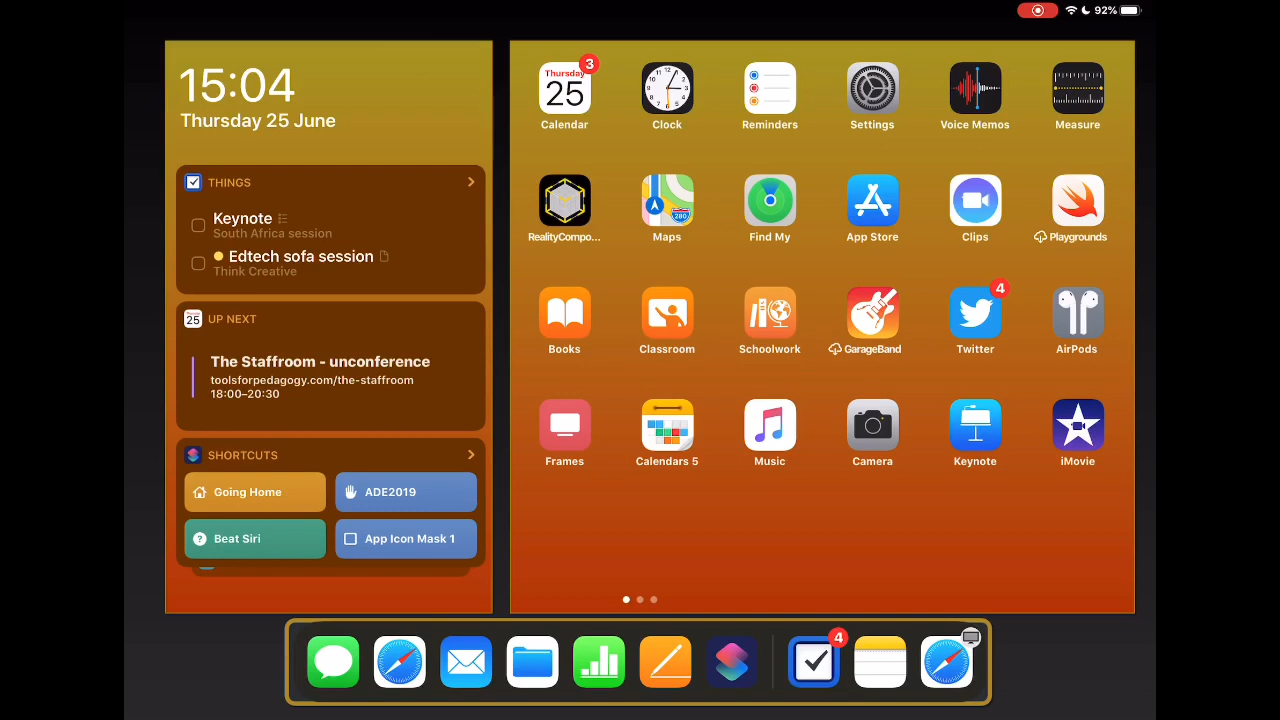 92%
15:04
Thursday 25 June
THINGS
Keynote
South Africa session
Edtech sofa session
Think Creative
25
UP NEXT
The Staffroom - unconference
toolsforpedagogy.com/the-staffroom
18:00–20:30
SHORTCUTS
Going Home
ADE2019
Beat Siri
App Icon Mask 1
Thursday
25
3
Calendar
Clock
Reminders
Settings
Voice Memos
Measure
RealityCompo...
280
Maps
Find My
App Store
Clips
Playgrounds
Books
Classroom
Schoolwork
GarageBand
4
Twitter
AirPods
Frames
Calendars 5
Music
Camera
Keynote
iMovie
4